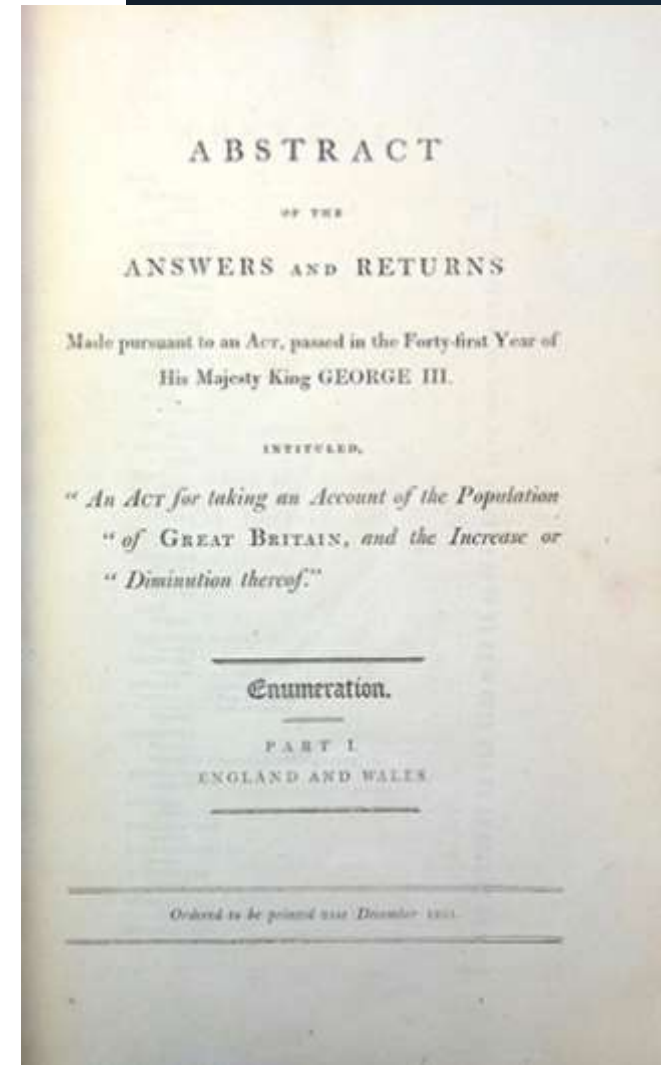 ABSTRACT
OF THE
ANSWERS AND RETURNS
Made pursuant to an ACT, passed in the Forty-first Year of
His Majesty King GEORGE III.
INTITULED,
" An ACT for taking an Account of the Population
" of GREAT BRITAIN, and the Increase or
" Diminution thereof."
Enumeration.
PART I.
ENGLAND AND WALES
Ordered to be printed 21st December 1801.